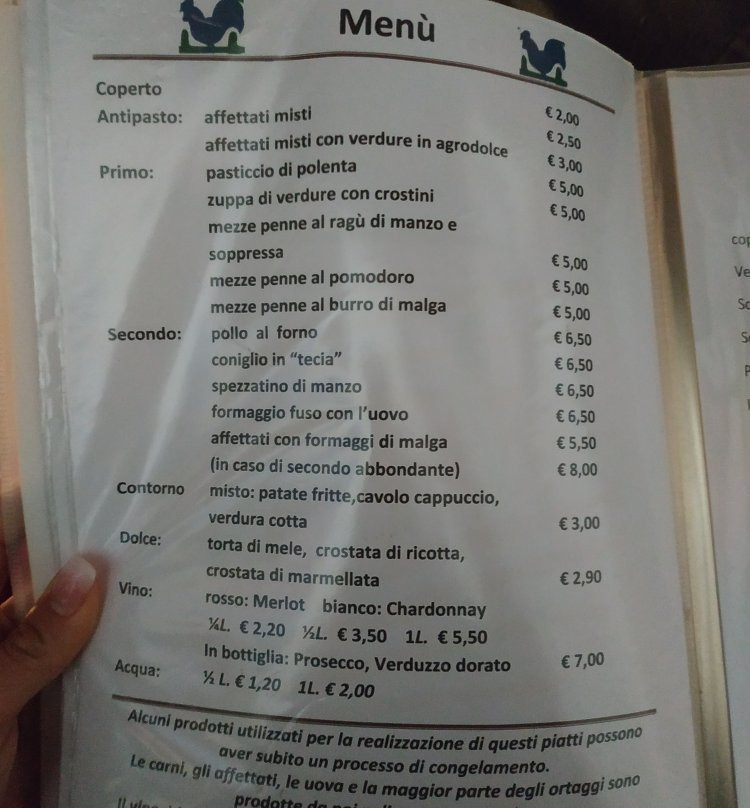 Menù
Coperto € 2,00
Antipasto: affettati misti € 2,50
affettati misti con verdure in agrodolce € 3,00
Primo: pasticcio di polenta € 5,00
zuppa di verdure con crostini € 5,00
mezze penne al ragù di manzo e
soppressa € 5,00
mezze penne al pomodoro € 5,00
mezze penne al burro di malga € 5,00
Secondo: pollo al forno € 6,50
coniglio in “tecia” € 6,50
spezzatino di manzo € 6,50
formaggio fuso con l’uovo € 6,50
affettati con formaggi di malga € 5,50
(in caso di secondo abbondante) € 8,00
Contorno misto: patate fritte,cavolo cappuccio,
verdura cotta € 3,00
Dolce: torta di mele, crostata di ricotta,
crostata di marmellata € 2,90
Vino: rosso: Merlot bianco: Chardonnay
¼L. € 2,20 ½L. € 3,50 1L. € 5,50
In bottiglia: Prosecco, Verduzzo dorato € 7,00
Acqua: ½ L. € 1,20 1L. € 2,00
Alcuni prodotti utilizzati per la realizzazione di questi piatti possono
aver subito un processo di congelamento.
Le carni, gli affettati, le uova e la maggior parte degli ortaggi sono
prodotte da